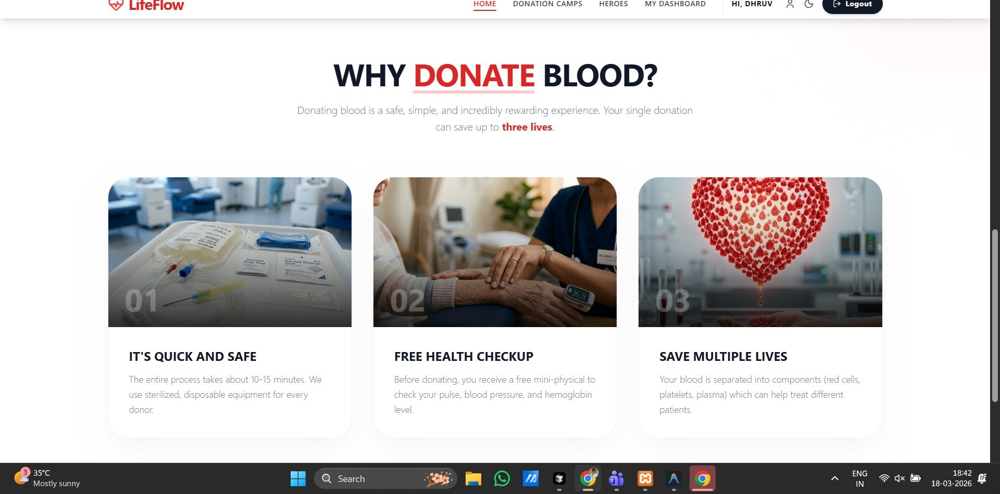 LifeFlow
HOME
DONATION CAMPS
HEROES
MY DASHBOARD
HI, DHRUV
Logout
WHY DONATE BLOOD?
Donating blood is a safe, simple, and incredibly rewarding experience. Your single donation
can save up to three lives.
Alcohol
Prep Pad
Gauses Sponge
01
02
03
IT'S QUICK AND SAFE
The entire process takes about 10-15 minutes. We
use sterilized, disposable equipment for every
donor.
FREE HEALTH CHECKUP
Before donating, you receive a free mini-physical to
check your pulse, blood pressure, and hemoglobin
level.
SAVE MULTIPLE LIVES
Your blood is separated into components (red cells,
platelets, plasma) which can help treat different
patients.
3
35°C
Mostly sunny
Search
ENG
IN
18:42
18-03-2026